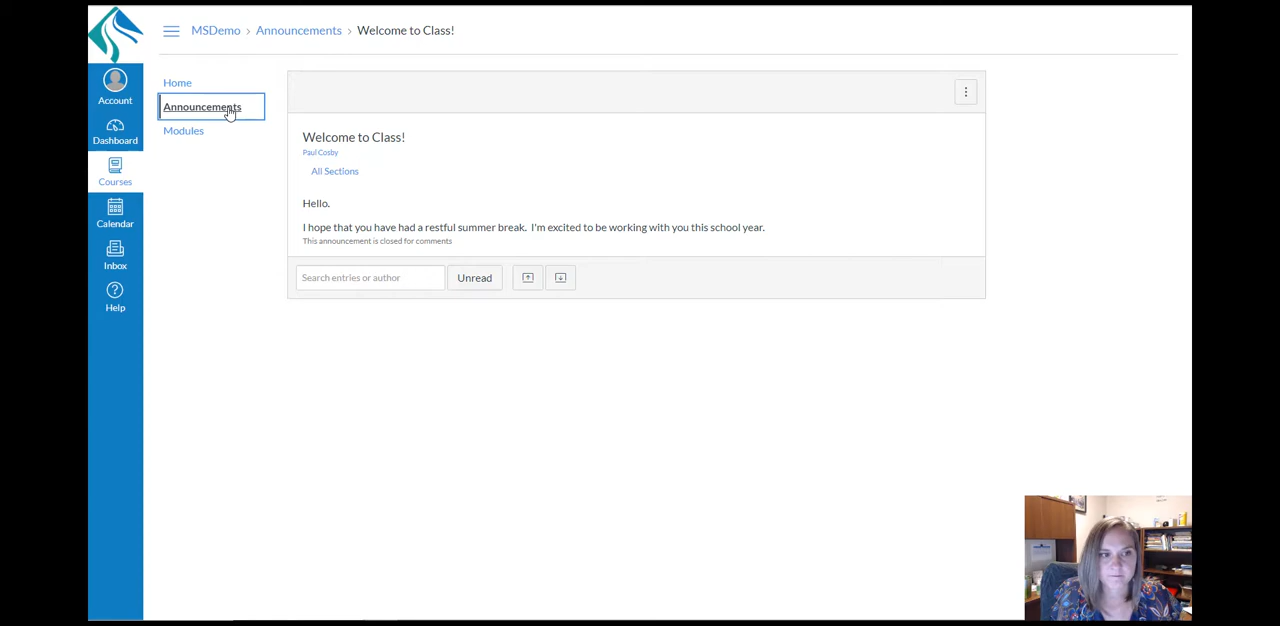 MSDemo > Announcements > Welcome to Class!
Account
Dashboard
Courses
Calendar
Inbox
Help
Home
Announcements
Modules
Welcome to Class!
Paul Cosby
All Sections
Hello.
I hope that you have had a restful summer break. I'm excited to be working with you this school year.
This announcement is closed for comments
Search entries or author
Unread